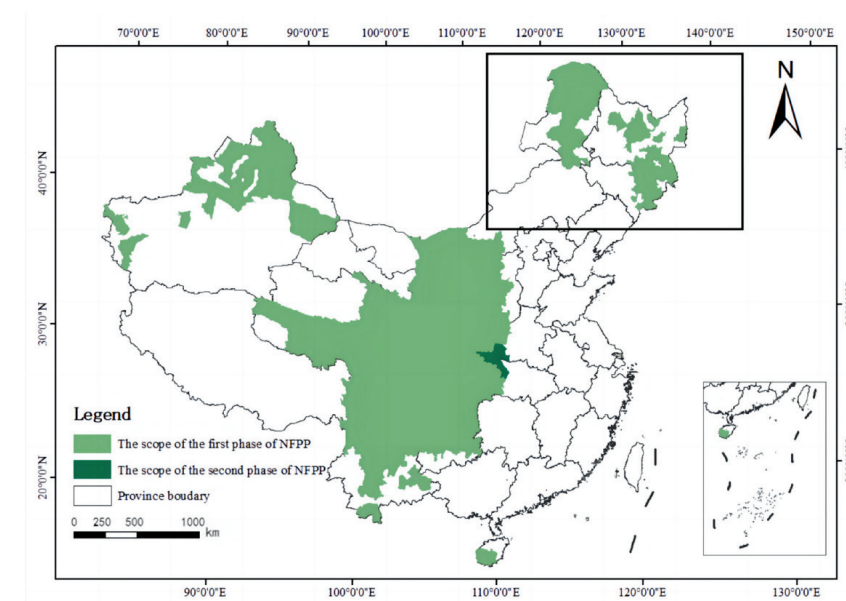 70°0'0"E 80°0'0"E 90°0'0"E 100°0'0"E 110°0'0"E 120°0'0"E 130°0'0"E 140°0'0"E 150°0'0"E
N
40°0'0"N
30°0'0"N
20°0'0"N
Legend
The scope of the first phase of NFPP
The scope of the second phase of NFPP
Province boudary
0 250 500 1000
km
90°0'0"E 100°0'0"E 110°0'0"E 120°0'0"E 130°0'0"E